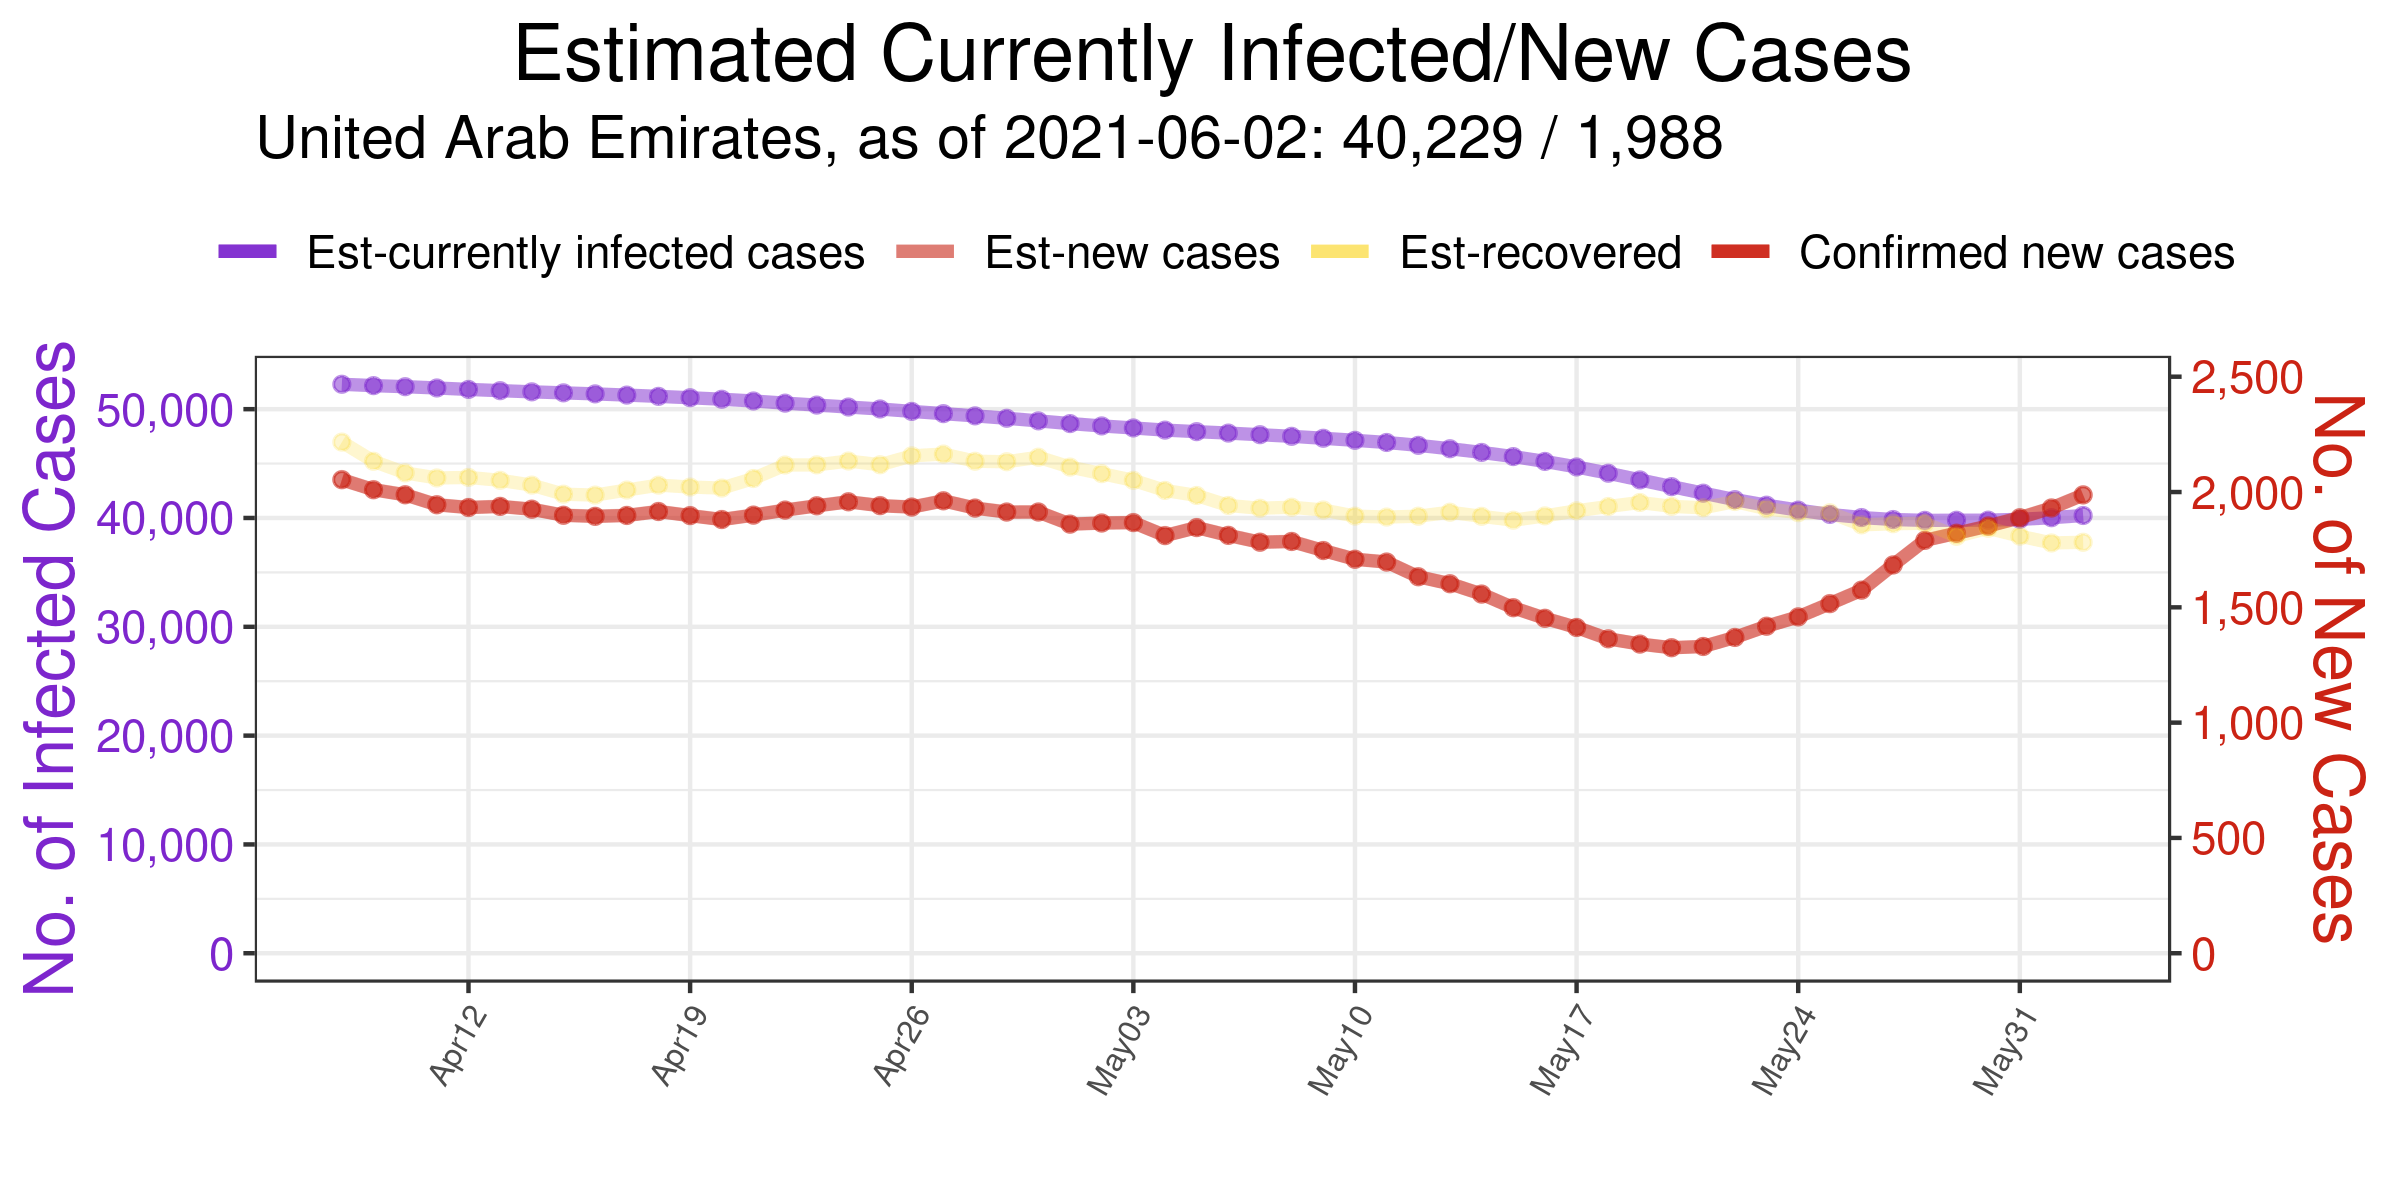 Estimated Currently Infected/New Cases
United Arab Emirates, as of 2021-06-02: 40,229 / 1,988
Est-currently infected cases Est-new cases Est-recovered Confirmed new cases
No. of Infected Cases
50,000
40,000
30,000
20,000
10,000
0
2,500
2,000
1,500
1,000
500
0
No. of New Cases
Apr12 Apr19 Apr26 May03 May10 May17 May24 May31